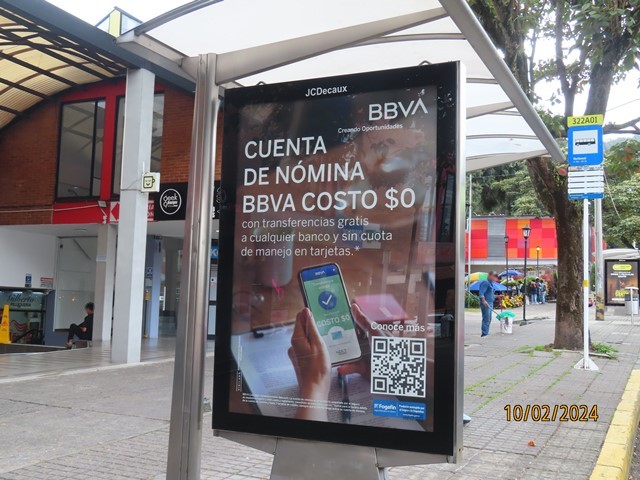 JCDecaux
BBVA
Creando Oportunidades
CUENTA
DE NÓMINA
BBVA COSTO $0
con transferencias gratis
a cualquier banco y sin cuota
de manejo en tarjetas.*
COSTO $0
Conoce más
Fogafín
322A01
10/02/2024